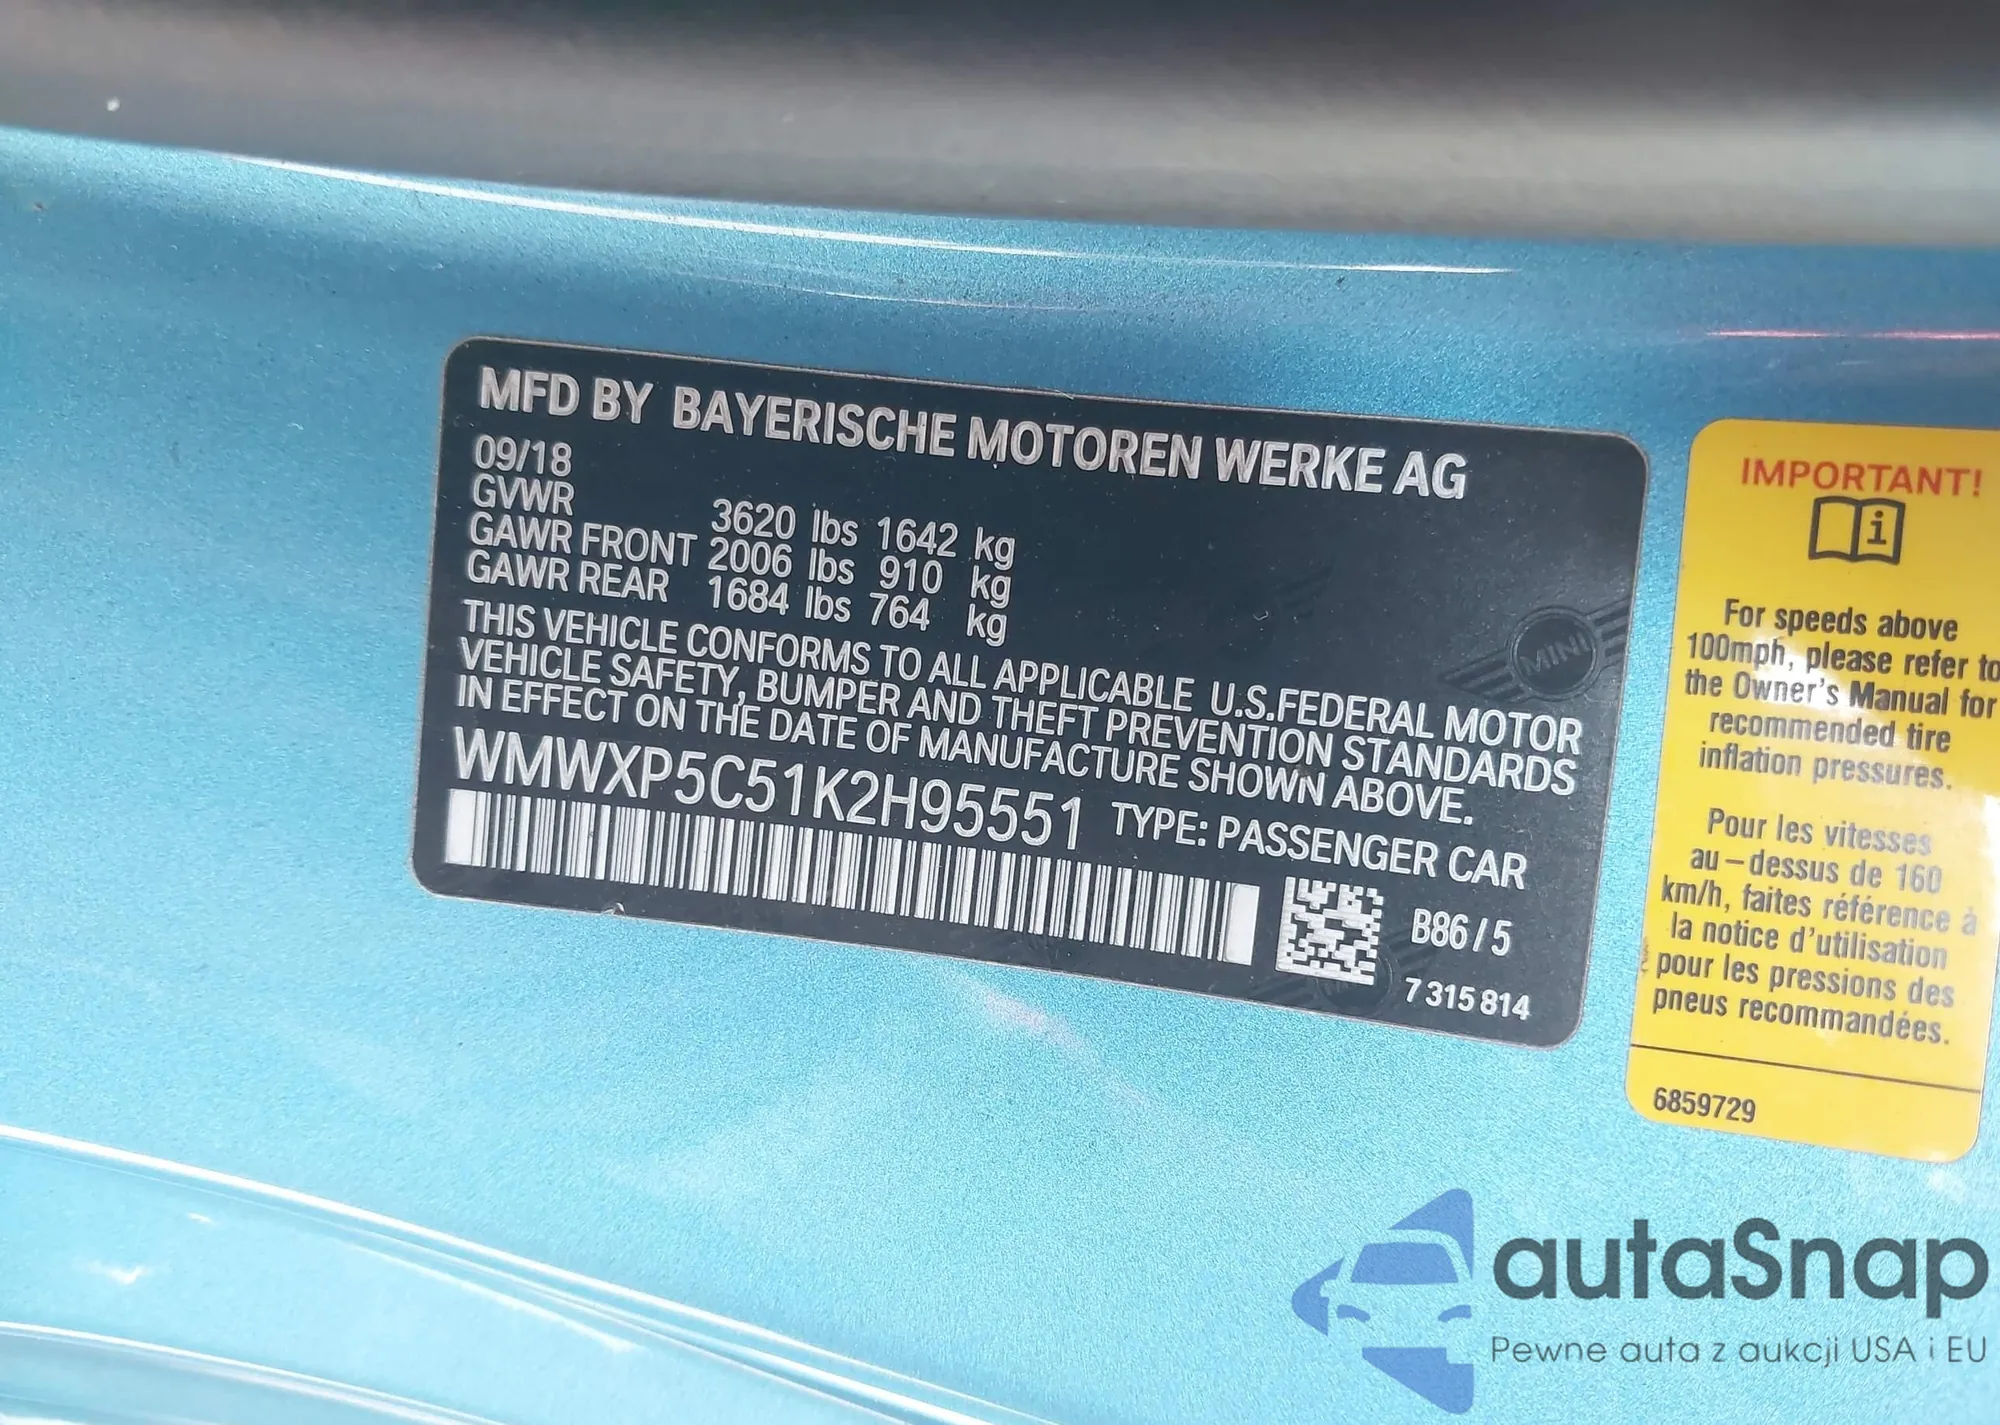 MFD BY BAYERISCHE MOTOREN WERKE AG
09/18
GVWR 3620 lbs 1642 kg
GAWR FRONT 2006 lbs 910 kg
GAWR REAR 1684 lbs 764 kg
THIS VEHICLE CONFORMS TO ALL APPLICABLE U.S.FEDERAL MOTOR
VEHICLE SAFETY, BUMPER AND THEFT PREVENTION STANDARDS
IN EFFECT ON THE DATE OF MANUFACTURE SHOWN ABOVE.
WMWXP5C51K2H95551 TYPE: PASSENGER CAR
B86/5
7 315 814
MINI
IMPORTANT!
For speeds above
100mph, please refer to
the Owner's Manual for
recommended tire
inflation pressures.
Pour les vitesses
au-dessus de 160
km/h, faites référence à
la notice d'utilisation
pour les pressions des
pneus recommandées.
6859729
autaSnap
Pewne auta z aukcji USA i EU